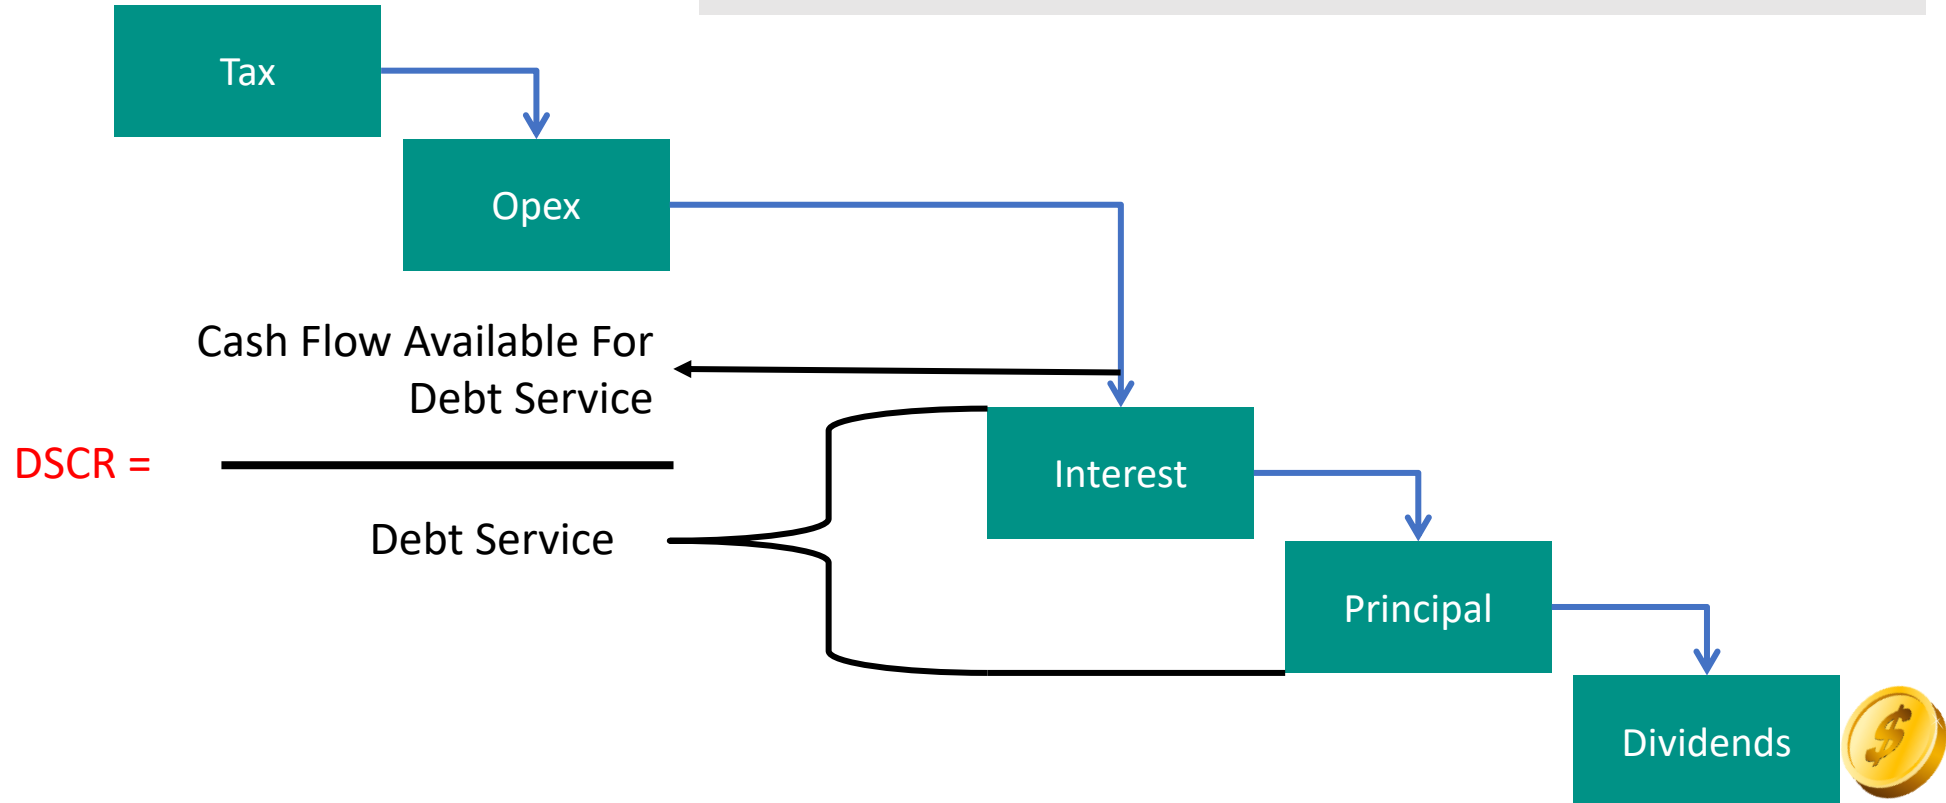 Tax
Opex
Cash Flow Available For
Debt Service
DSCR =
Debt Service
Interest
Principal
Dividends
$